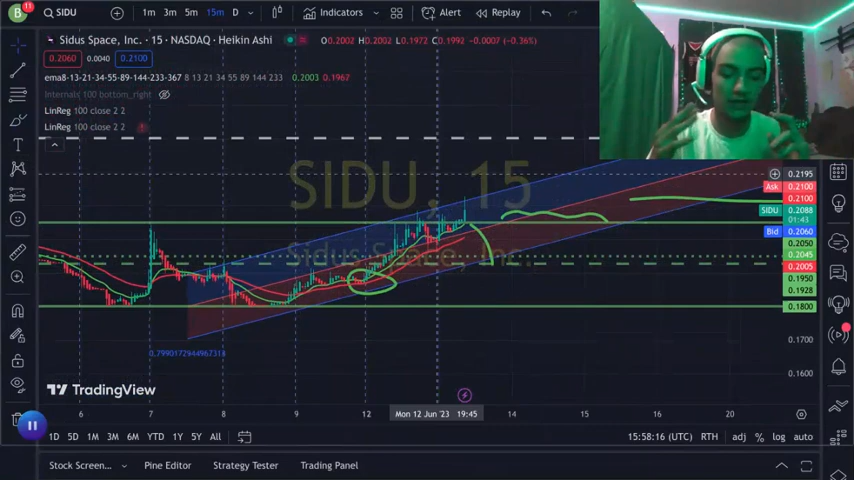 B SIDU 1m 3m 5m 15m D Indicators Alert Replay
Sidus Space, Inc. · 15 · NASDAQ · Heikin Ashi O0.2002 H0.2002 L0.1972 C0.1992 -0.0007 (-0.36%)
0.2060 0.0040 0.2100
ema8-13-21-34-55-89-144-233-367 8 13 21 34 55 89 144 233 0.2003 0.1967
Internals 100 bottom_right
LinReg 100 close 2 2
LinReg 100 close 2 2
SIDU, 15
Sidus Space, Inc.
0.2195
Ask 0.2100
0.2100
SIDU 0.2088
01:43
Bid 0.2060
0.2050
0.2045
0.2005
0.1950
0.1928
0.1800
0.1700
0.1600
TradingView
6 7 8 9 12 Mon 12 Jun '23 19:45 14 15 16 20
1D 5D 1M 3M 6M YTD 1Y 5Y All 15:58:16 (UTC) RTH adj % log auto
Stock Screen... Pine Editor Strategy Tester Trading Panel